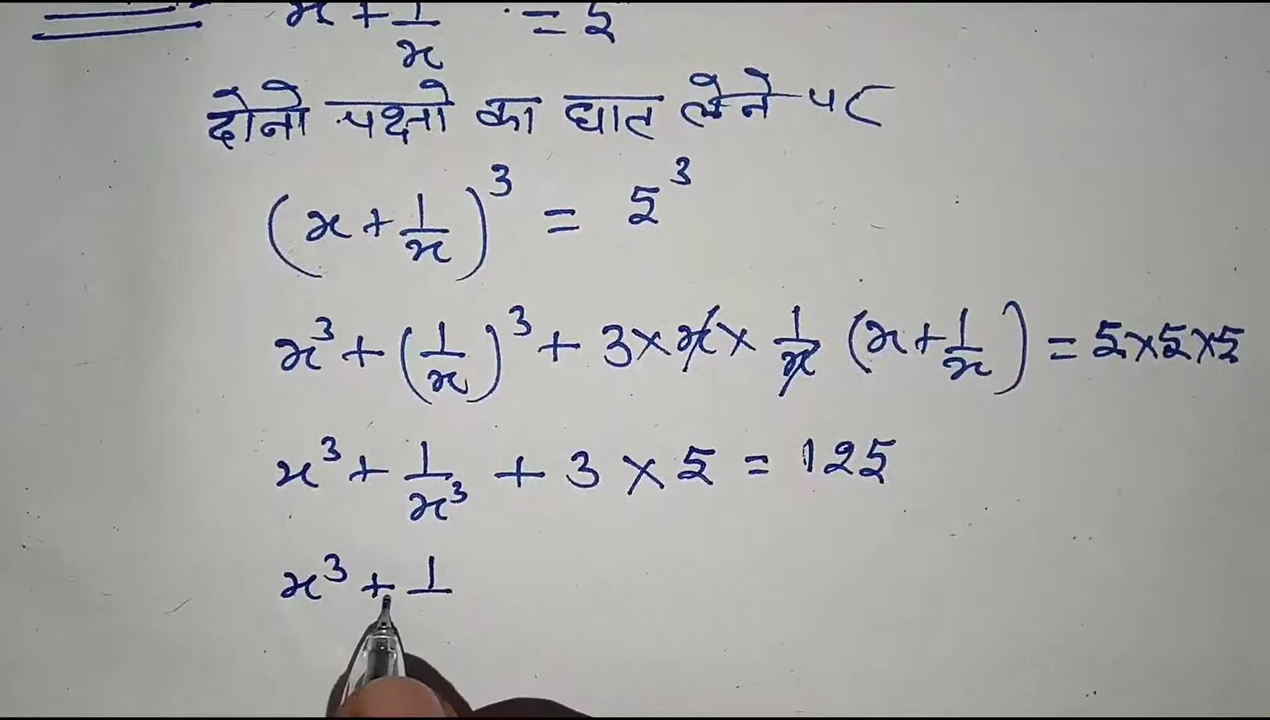 x + 1/x = 5
दोनो पक्षो का घात लेने पर
(x + 1/x)³ = 5³
x³ + (1/x)³ + 3 × x × 1/x (x + 1/x) = 5×5×5
x³ + 1/x³ + 3 × 5 = 125
x³ + 1/